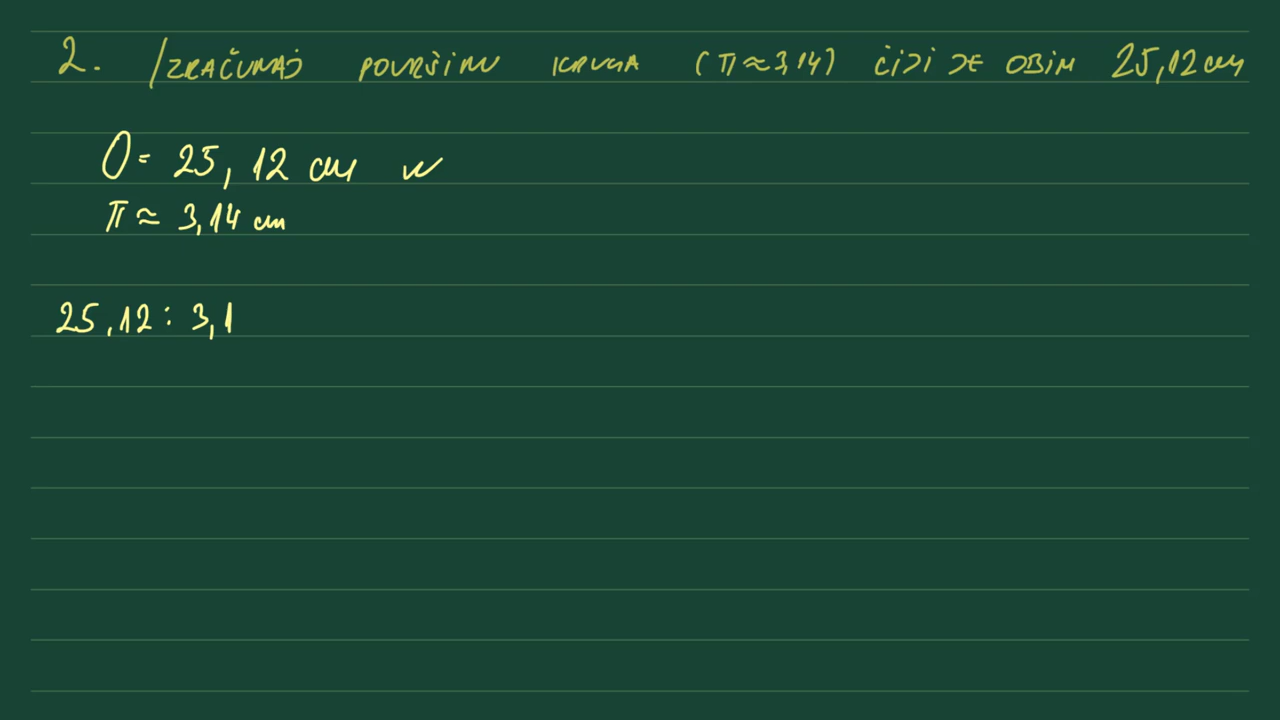 2. IZRAČUNAJ POVRŠINU KRUGA (π≈3,14) ČIJI JE OBIM 25,12 cm
O= 25,12 cm
π ≈ 3,14 cm
25,12 : 3,1